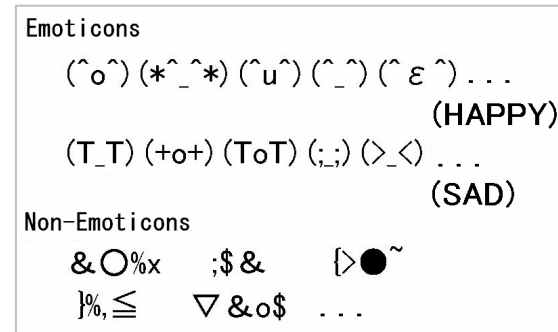 Emoticons
(^o^) (*^_^*) (^u^) (^_^) (^ε^) ...
(HAPPY)
(T_T) (+o+) (ToT) (;_;) (>_<) ...
(SAD)
Non-Emoticons
&○%x ;$& {>●~
}%,≦ ▽&o$ ...